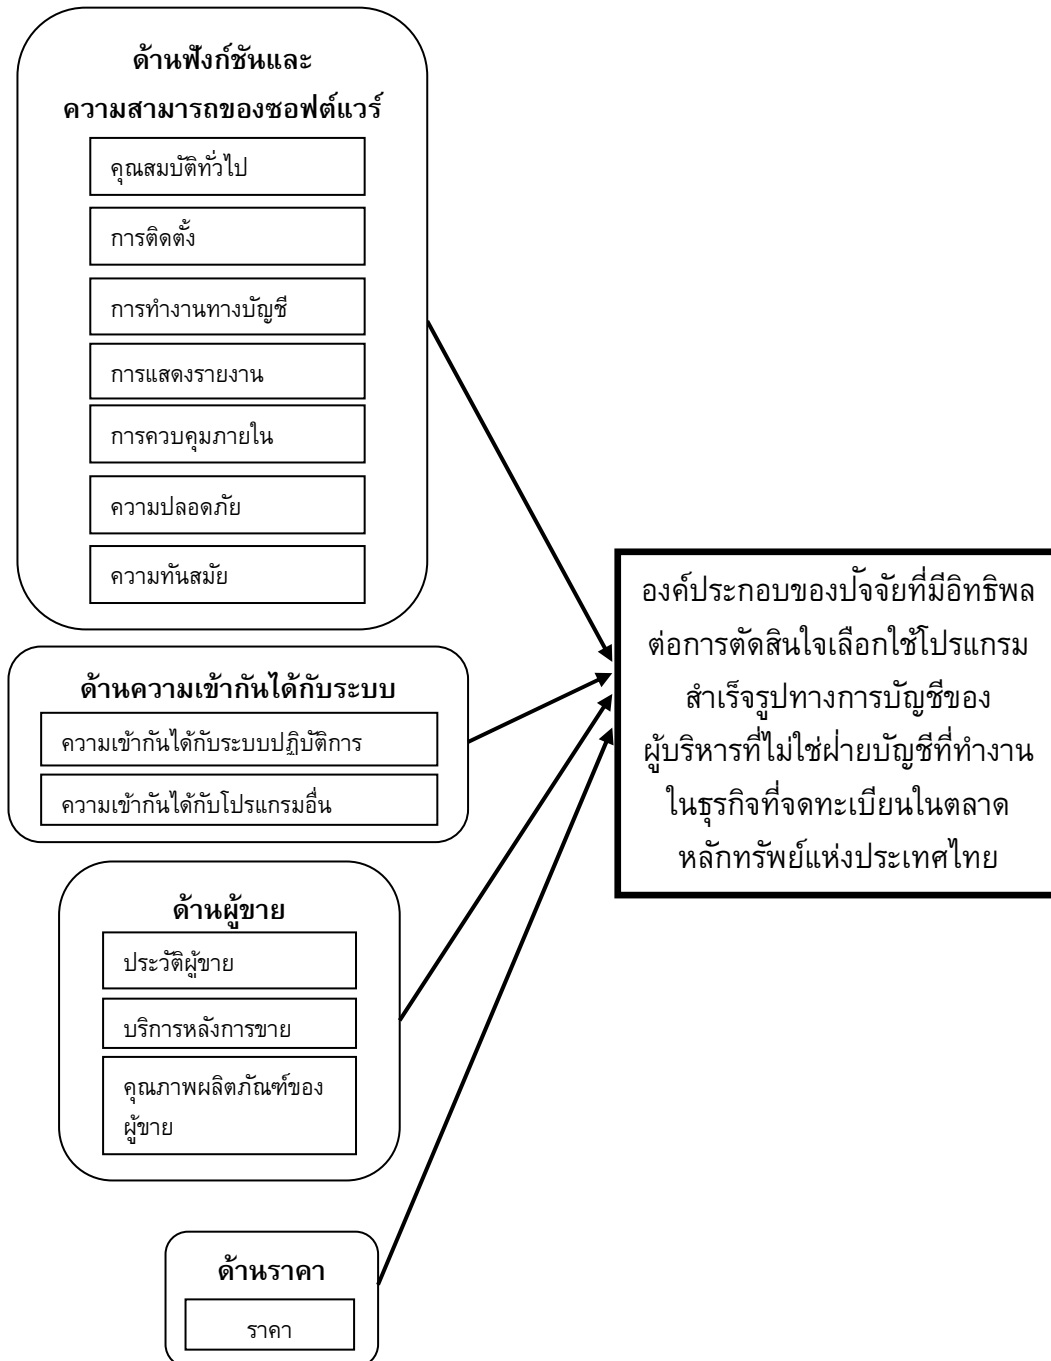 ด้านฟังก์ชันและ
ความสามารถของซอฟต์แวร์
คุณสมบัติทั่วไป
การติดตั้ง
การทำงานทางบัญชี
การแสดงรายงาน
การควบคุมภายใน
ความปลอดภัย
ความทันสมัย
ด้านความเข้ากันได้กับระบบ
ความเข้ากันได้กับระบบปฏิบัติการ
ความเข้ากันได้กับโปรแกรมอื่น
ด้านผู้ขาย
ประวัติผู้ขาย
บริการหลังการขาย
คุณภาพผลิตภัณฑ์ของ
ผู้ขาย
ด้านราคา
ราคา
องค์ประกอบของปัจจัยที่มีอิทธิพล
ต่อการตัดสินใจเลือกใช้โปรแกรม
สำเร็จรูปทางการบัญชีของ
ผู้บริหารที่ไม่ใช่ฝ่ายบัญชีที่ทำงาน
ในธุรกิจที่จดทะเบียนในตลาด
หลักทรัพย์แห่งประเทศไทย